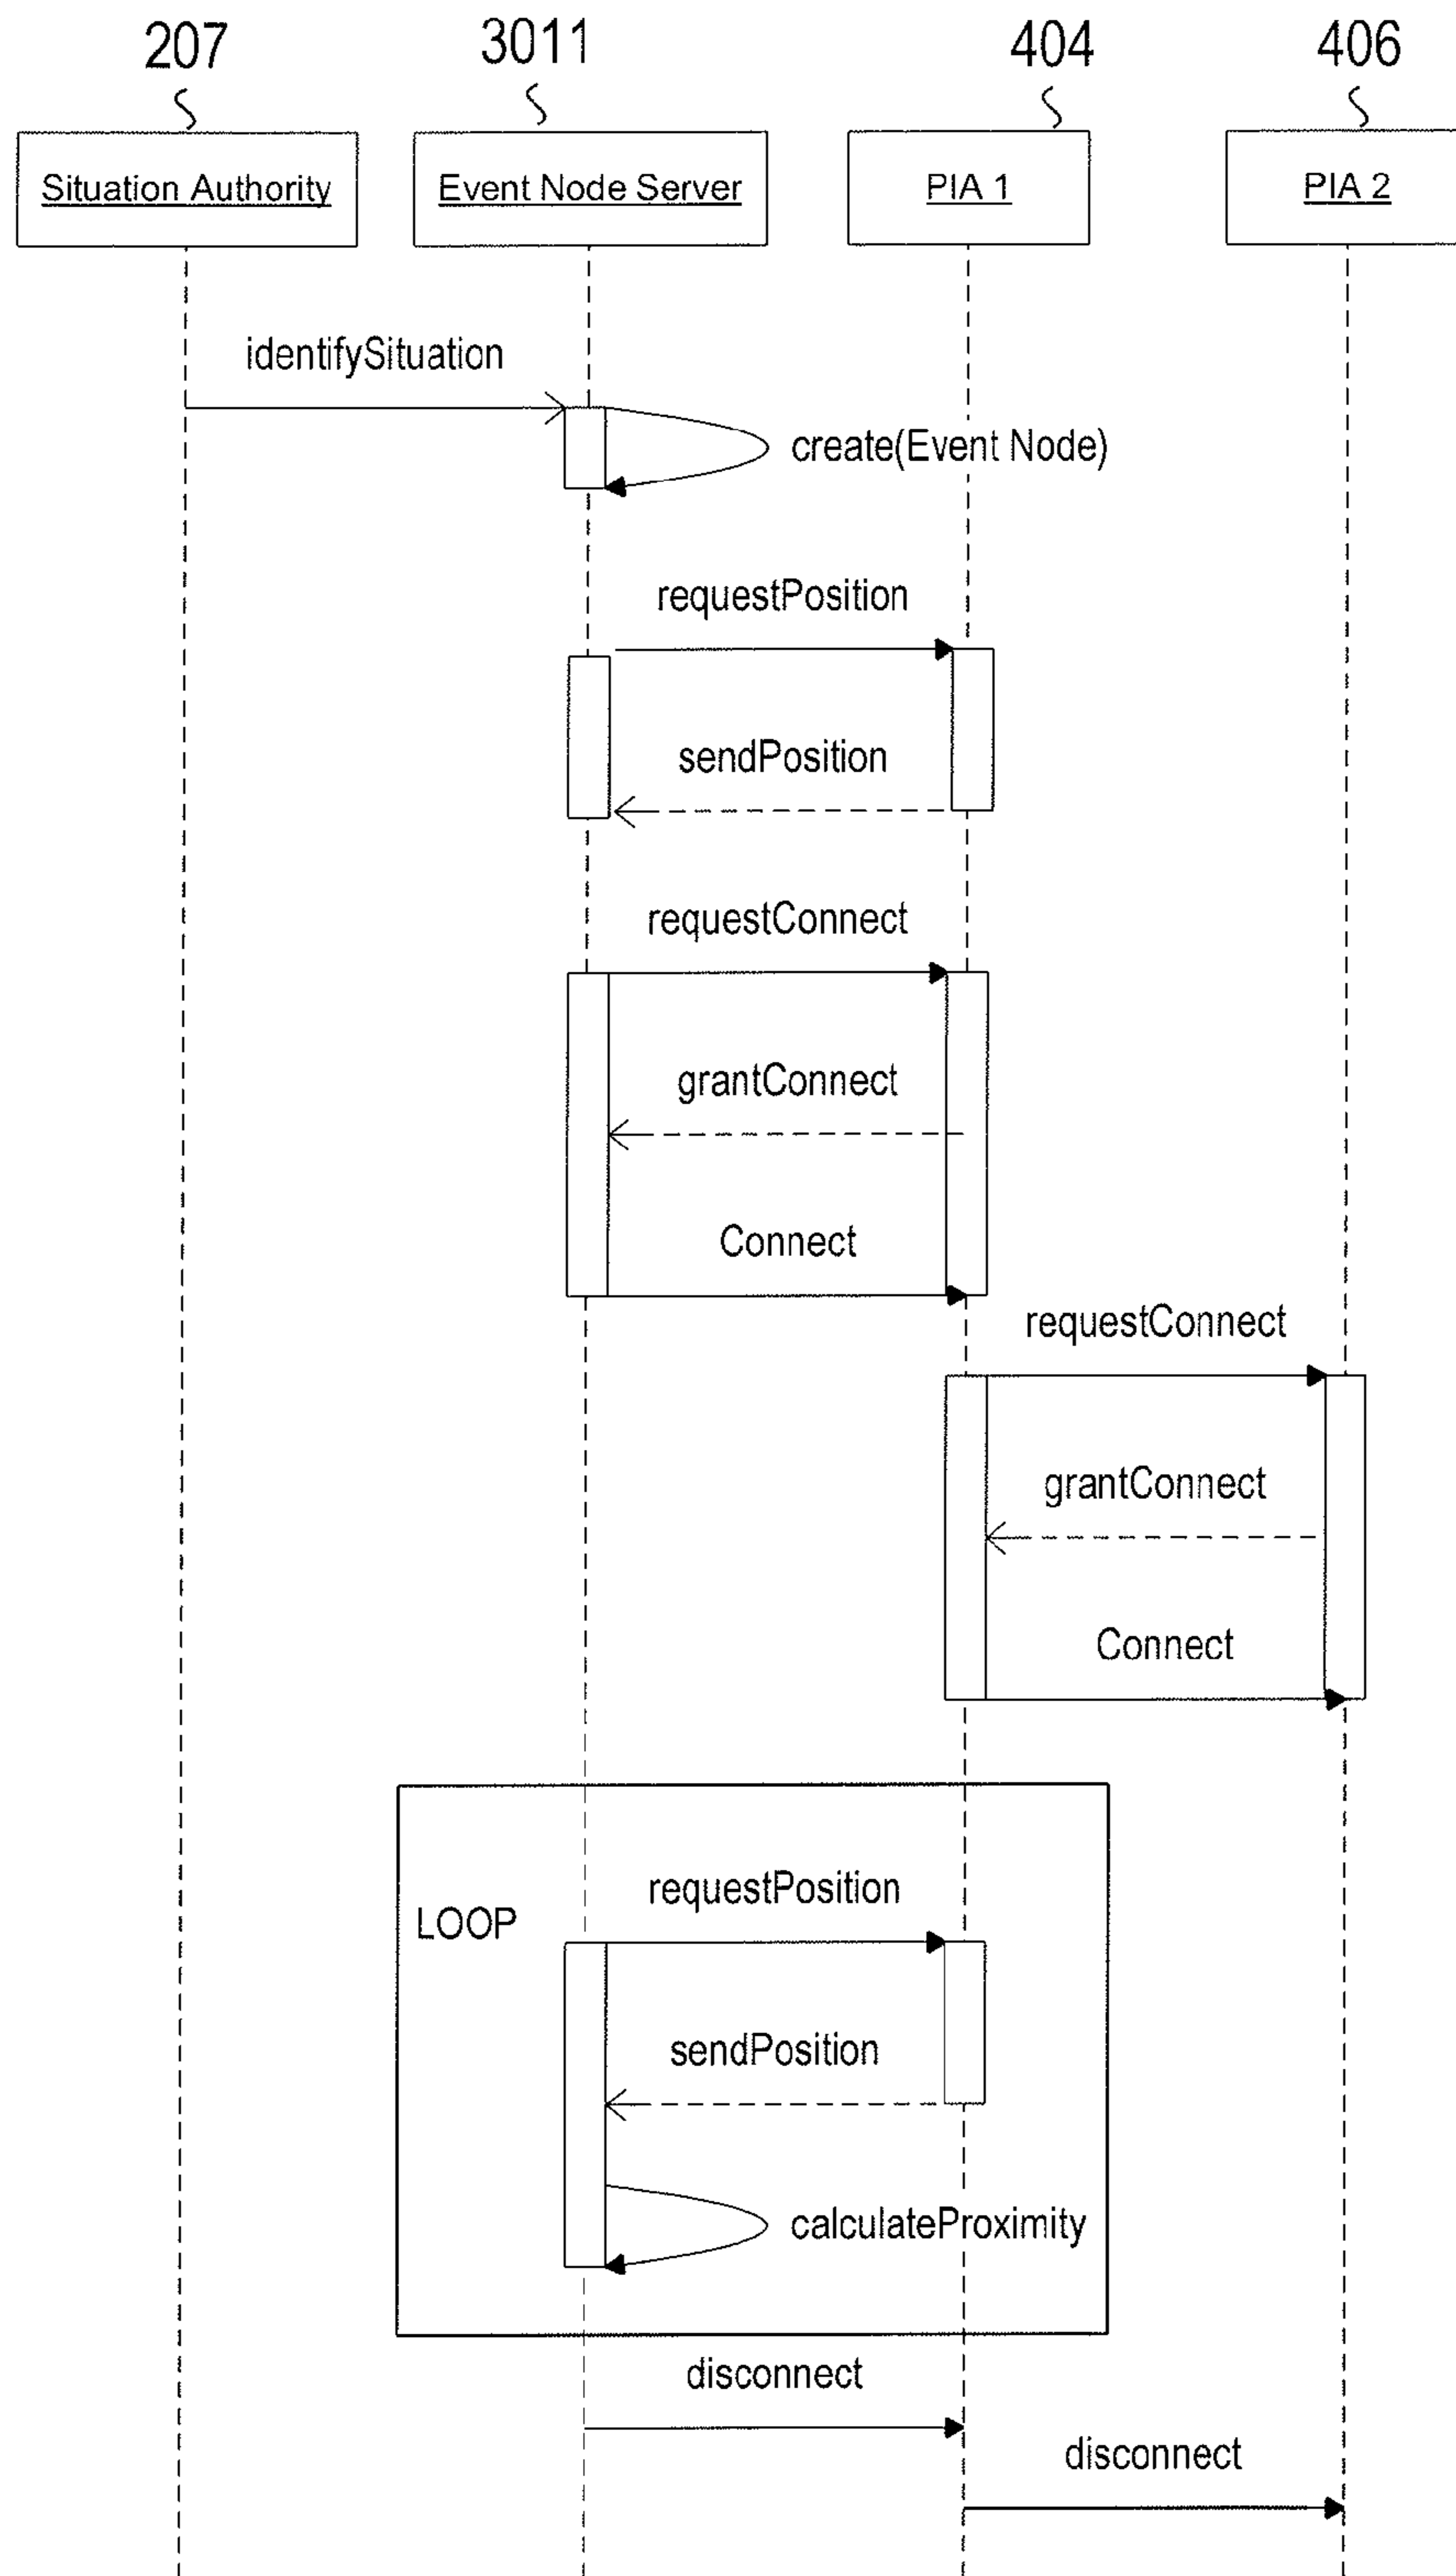 207
3011
404
406
Situation Authority
Event Node Server
PIA 1
PIA 2
identifySituation
create(Event Node)
requestPosition
sendPosition
requestConnect
grantConnect
Connect
requestConnect
grantConnect
Connect
requestPosition
LOOP
sendPosition
calculateProximity
disconnect
disconnect